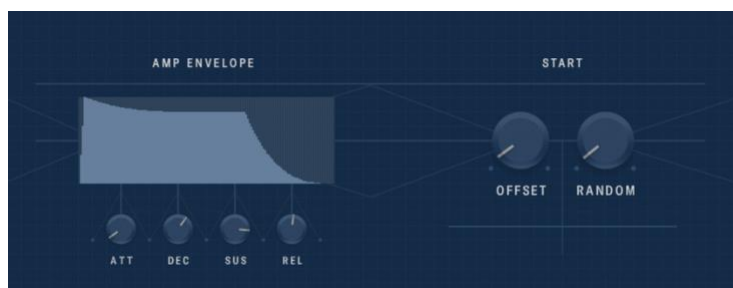 AMP ENVELOPE
START
OFFSET RANDOM
ATT DEC SUS REL